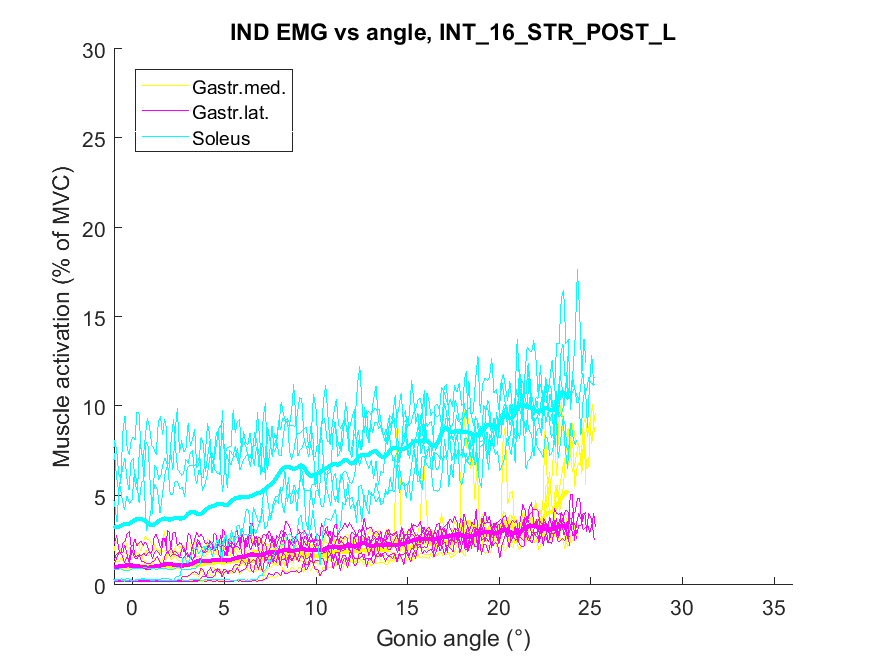 IND EMG vs angle, INT_16_STR_POST_L
30
25
20
15
10
5
0
Muscle activation (% of MVC)
Gastr.med.
Gastr.lat.
Soleus
0 5 10 15 20 25 30 35
Gonio angle (°)